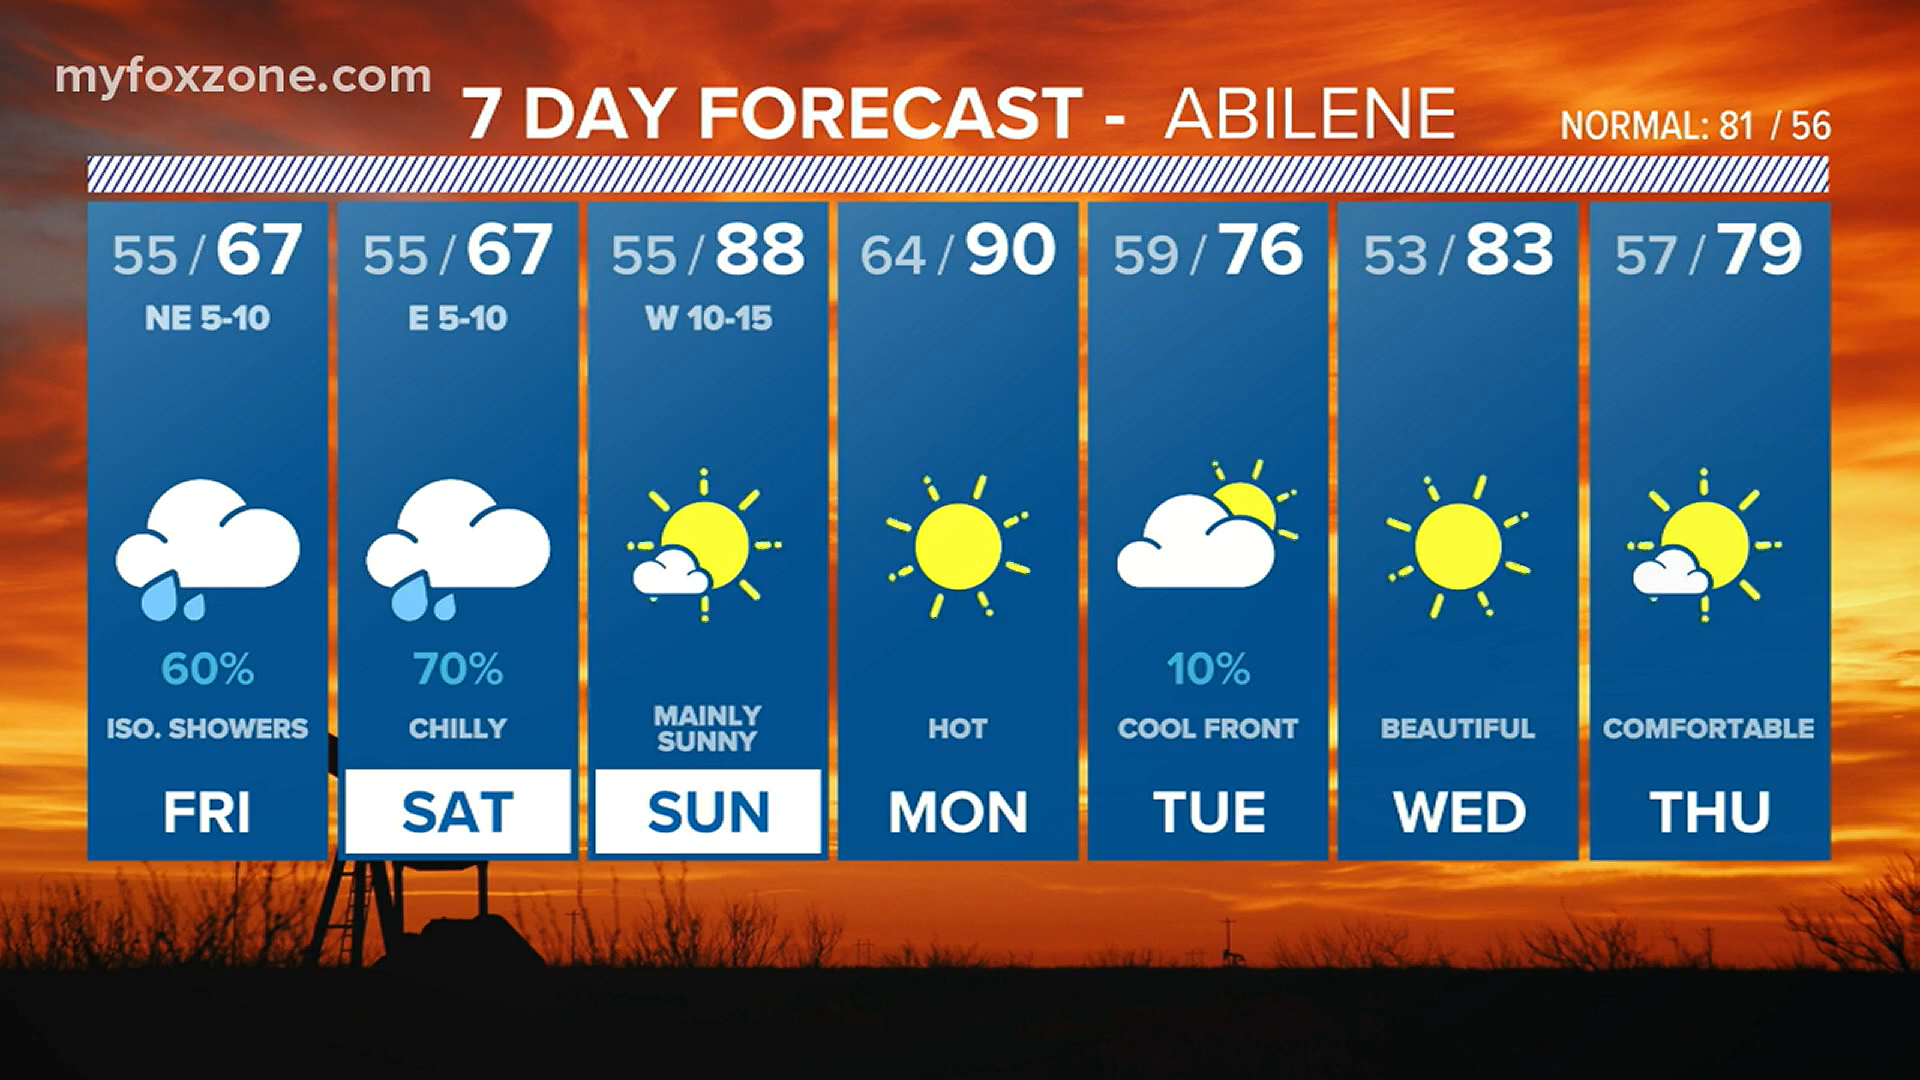 myfoxzone.com
7 DAY FORECAST - ABILENE
NORMAL: 81 / 56
55 / 67
NE 5-10
60%
ISO. SHOWERS
FRI
55 / 67
E 5-10
70%
CHILLY
SAT
55 / 88
W 10-15
MAINLY
SUNNY
SUN
64 / 90
HOT
MON
59 / 76
10%
COOL FRONT
TUE
53 / 83
BEAUTIFUL
WED
57 / 79
COMFORTABLE
THU